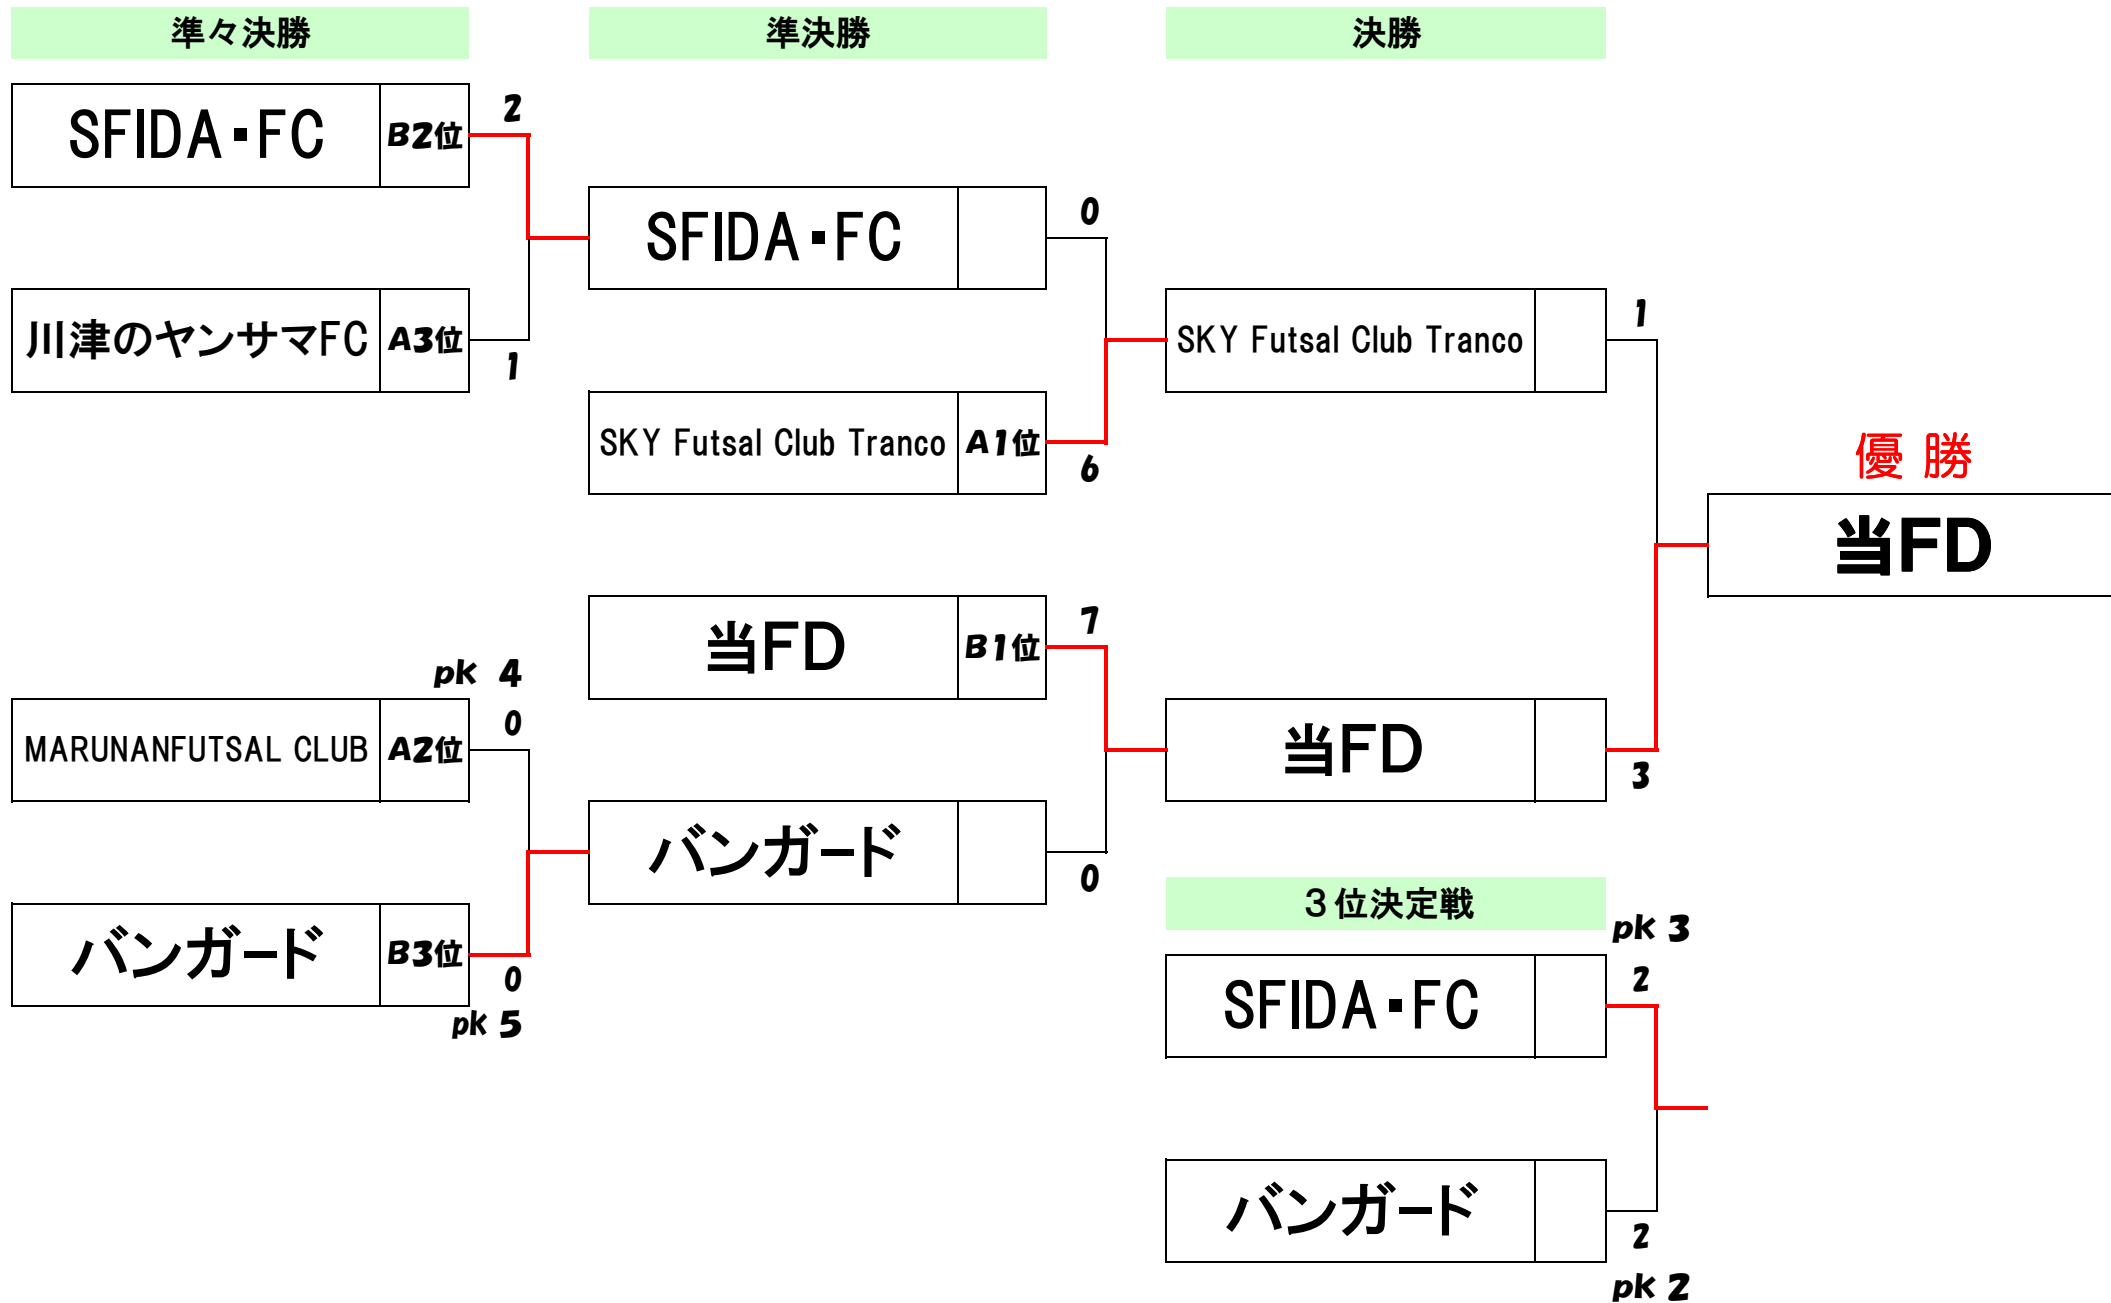 準々決勝
準決勝
決勝
SFIDA・FC B2位 2
川津のヤンサマFC A3位 1
SFIDA・FC 0
SKY Futsal Club Tranco A1位 6
SKY Futsal Club Tranco 1
優勝
当FD
当FD B1位 7
pk 4
MARUNANFUTSAL CLUB A2位 0
バンガード B3位 0
pk 5
バンガード 0
当FD 3
3位決定戦
pk 3
SFIDA・FC 2
バンガード 2
pk 2